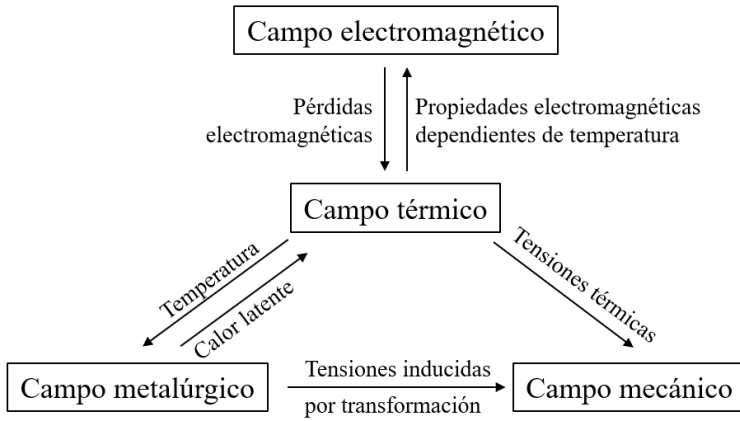 Campo electromagnético
Pérdidas
electromagnéticas
Propiedades electromagnéticas
dependientes de temperatura
Campo térmico
Temperatura
Calor latente
Tensiones térmicas
Campo metalúrgico
Tensiones inducidas
por transformación
Campo mecánico